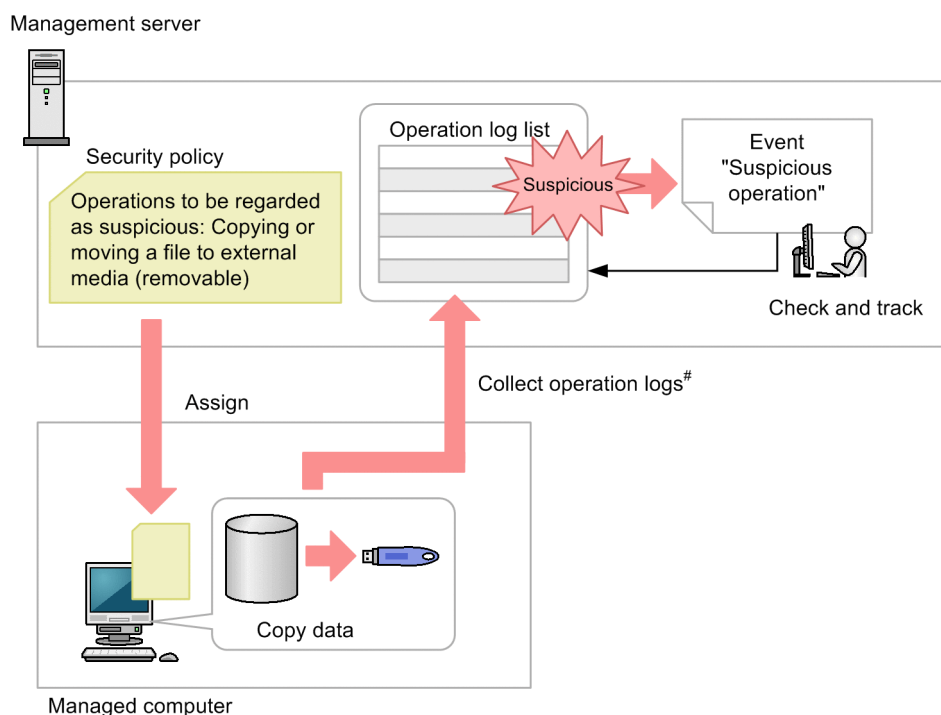 Management server
Security policy
Operations to be regarded
as suspicious: Copying or
moving a file to external
media (removable)
Operation log list
Suspicious
Event
"Suspicious
operation"
Check and track
Assign
Collect operation logs#
Copy data
Managed computer